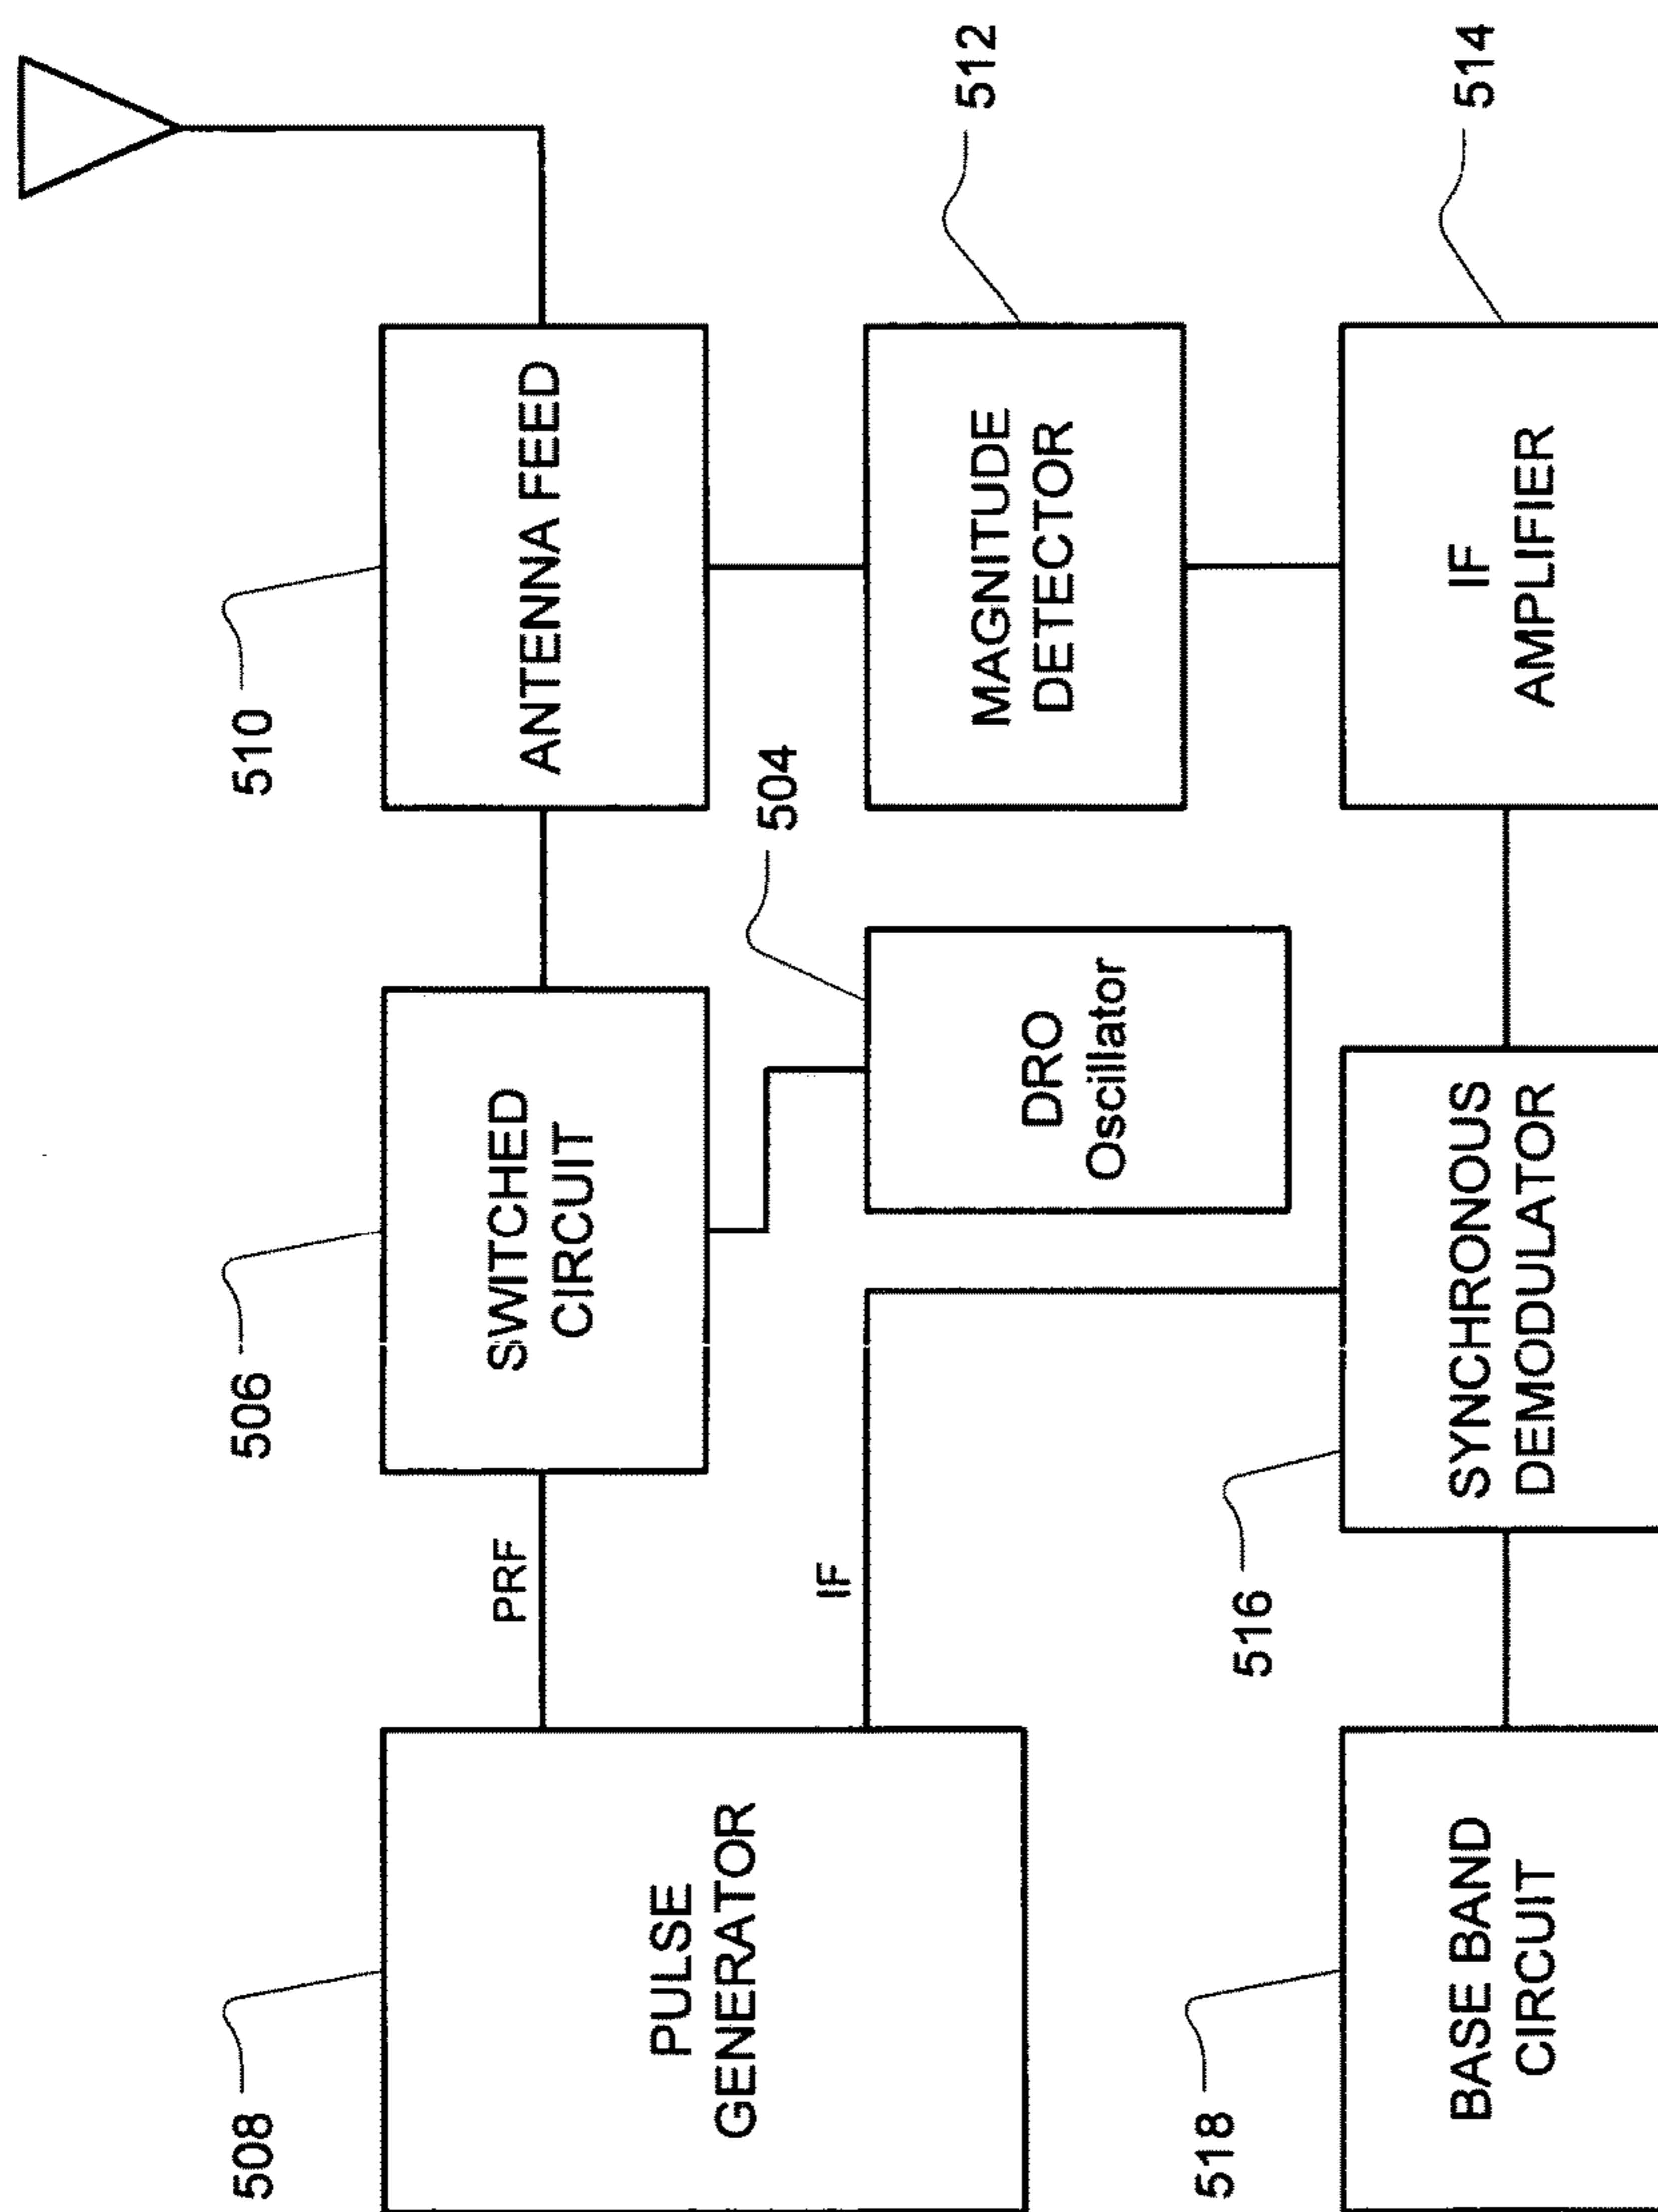 508
PULSE
GENERATOR
PRF
IF
506
SWITCHED
CIRCUIT
510
ANTENNA FEED
504
DRO
Oscillator
512
MAGNITUDE
DETECTOR
518
BASE BAND
CIRCUIT
516
SYNCHRONOUS
DEMODULATOR
514
IF
AMPLIFIER